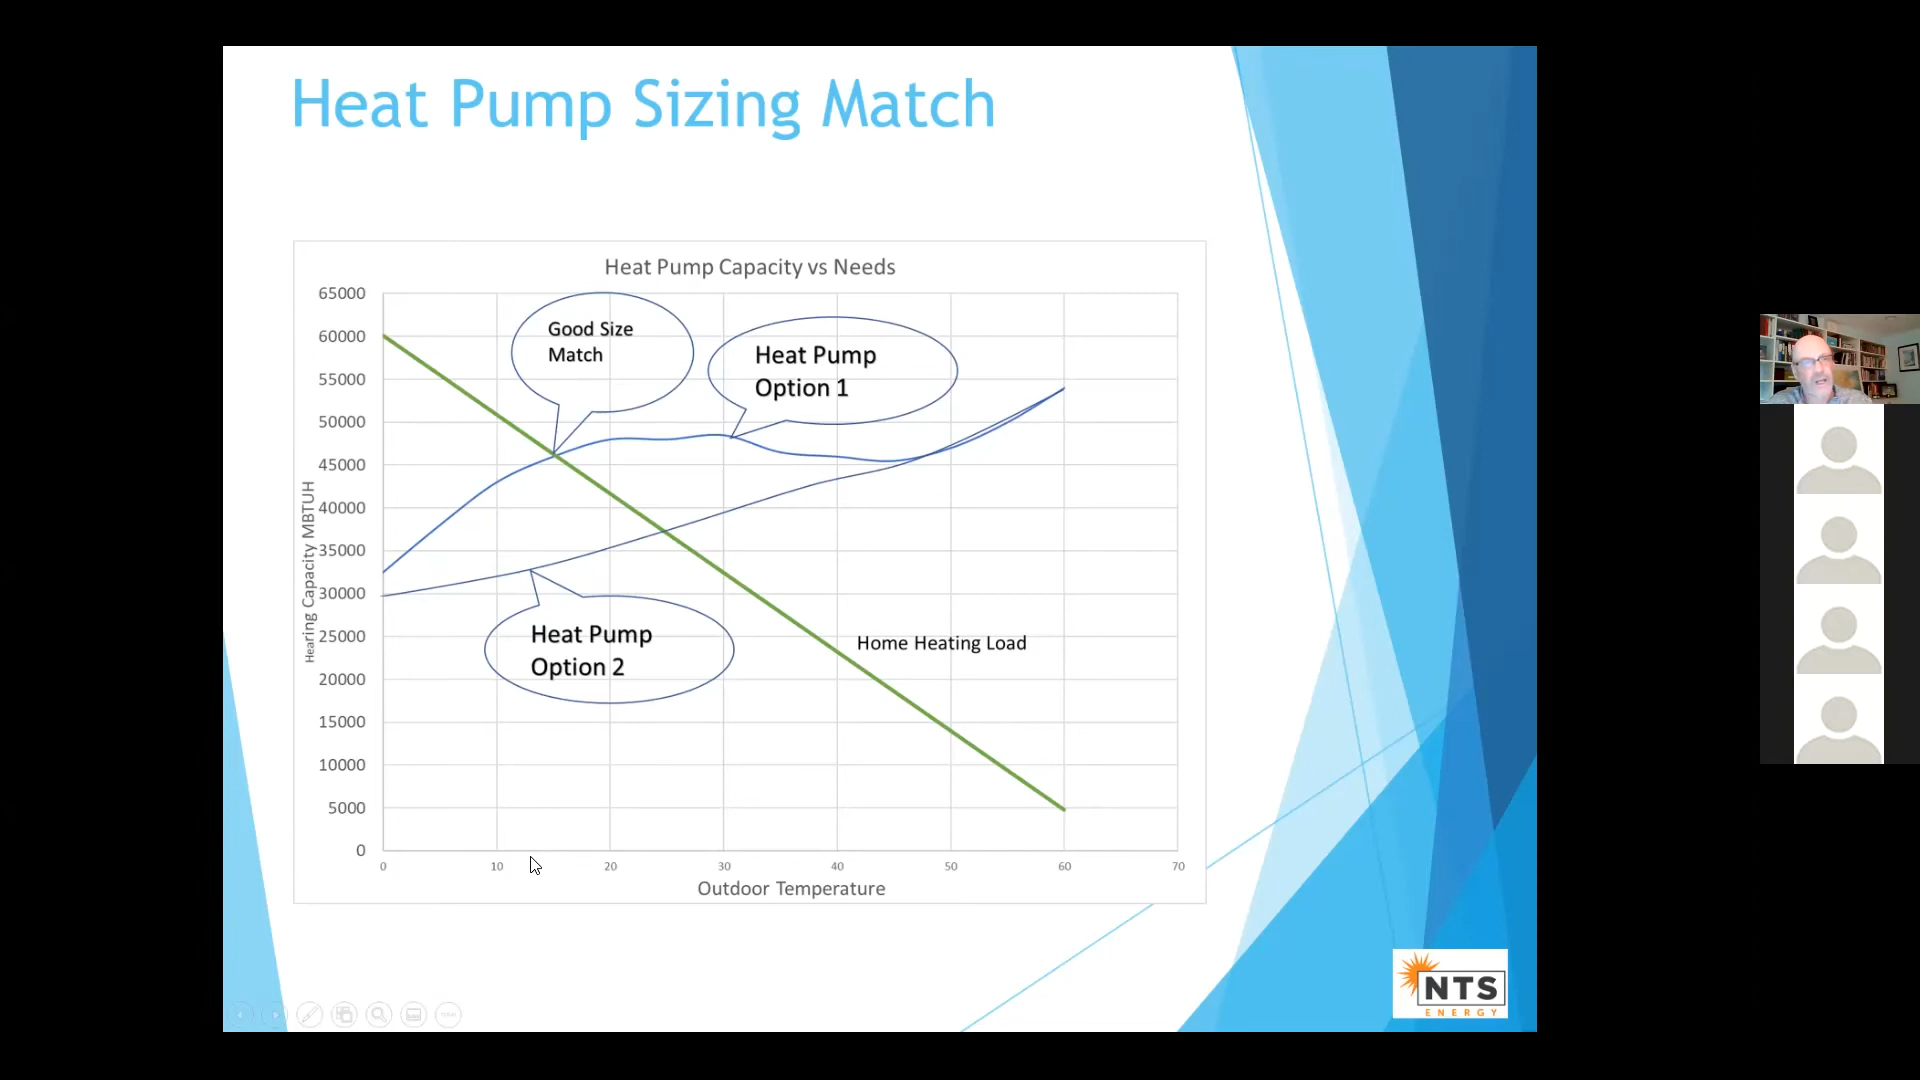 Heat Pump Sizing Match
Heat Pump Capacity vs Needs
65000
60000
55000
50000
45000
40000
35000
30000
25000
20000
15000
10000
5000
0
Hearing Capacity MBTUH
Good Size
Match
Heat Pump
Option 1
Heat Pump
Option 2
Home Heating Load
0 10 20 30 40 50 60 70
Outdoor Temperature
NTS
ENERGY